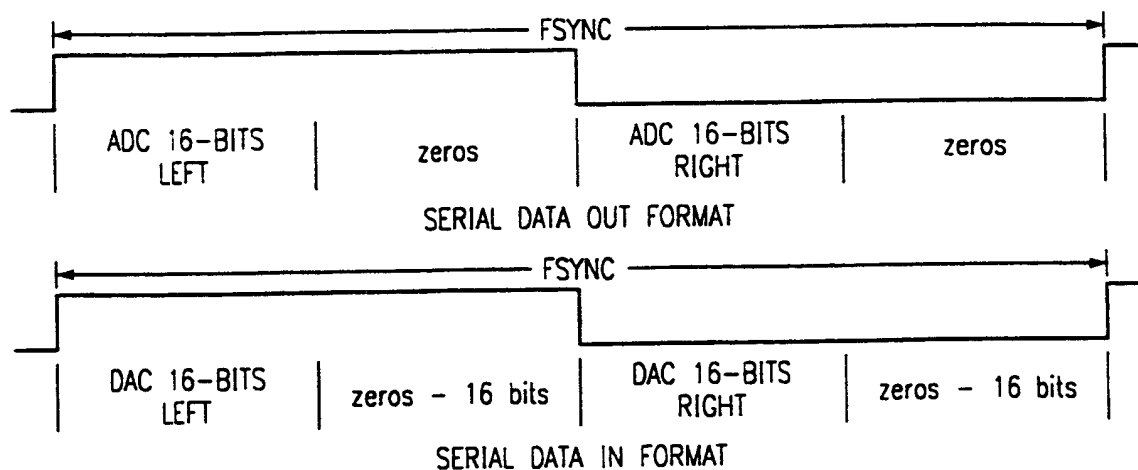 FSYNC
ADC 16-BITS LEFT
zeros
ADC 16-BITS RIGHT
zeros
SERIAL DATA OUT FORMAT
FSYNC
DAC 16-BITS LEFT
zeros - 16 bits
DAC 16-BITS RIGHT
zeros - 16 bits
SERIAL DATA IN FORMAT